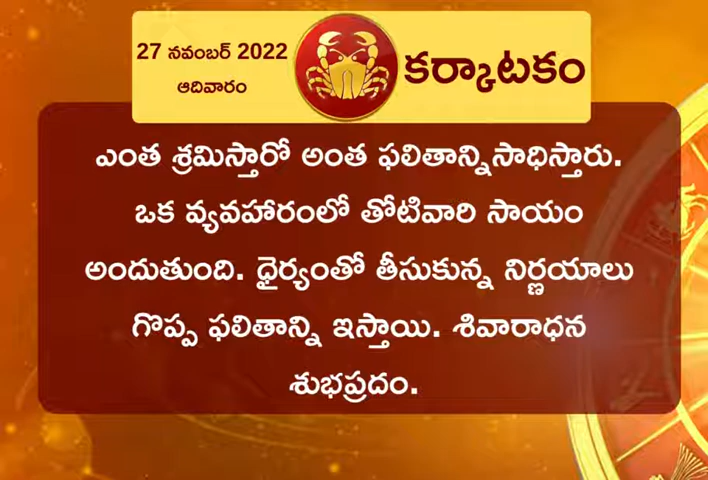 27 నవంబర్ 2022
ఆదివారం
కర్కాటకం
ఎంత శ్రమిస్తారో అంత ఫలితాన్నిసాధిస్తారు.
ఒక వ్యవహారంలో తోటివారి సాయం
అందుతుంది. ధైర్యంతో తీసుకున్న నిర్ణయాలు
గొప్ప ఫలితాన్ని ఇస్తాయి. శివారాధన
శుభప్రదం.